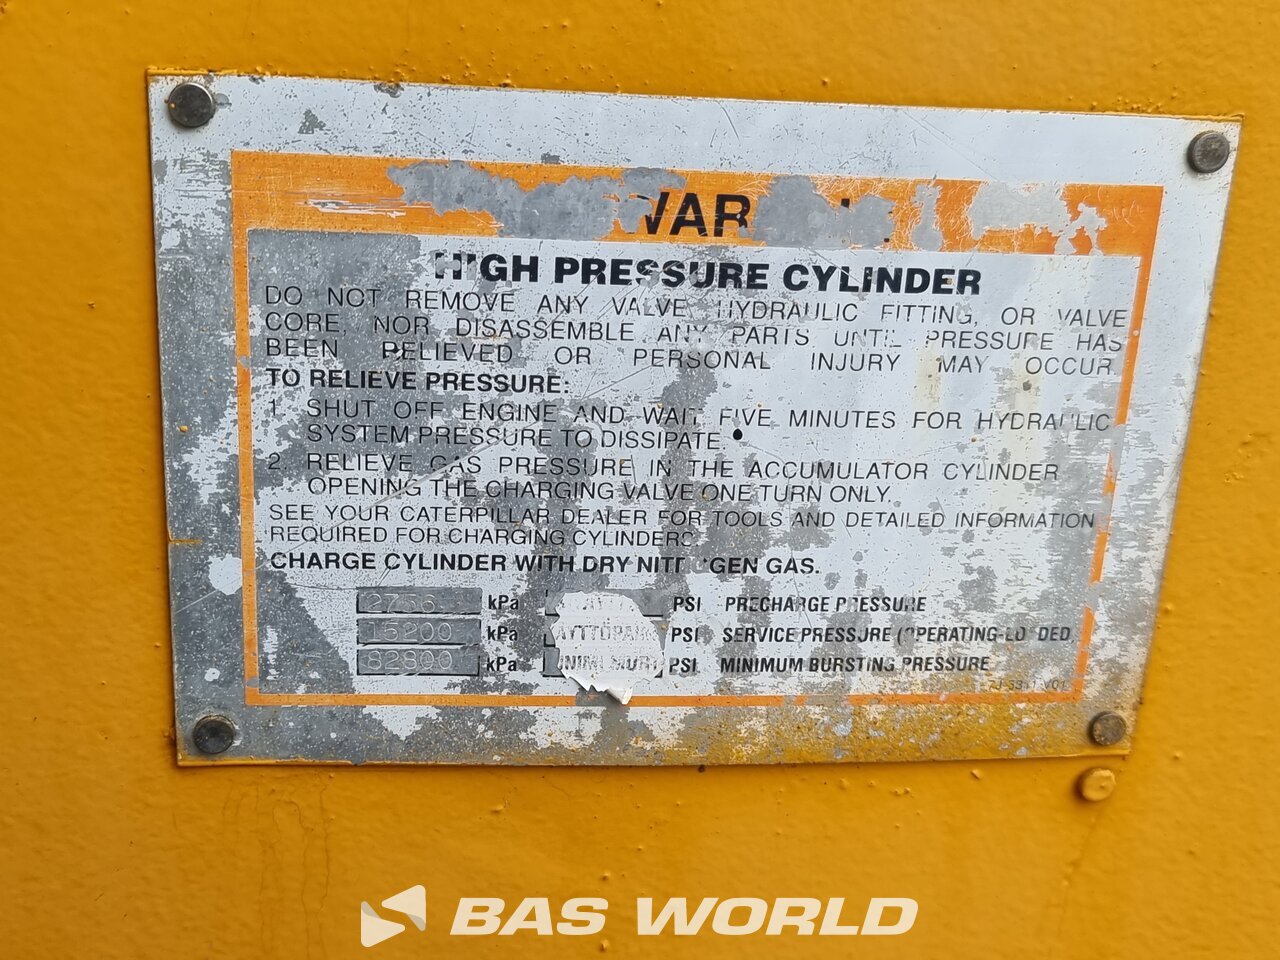 HIGH PRESSURE CYLINDER
DO NOT REMOVE ANY VALVE, HYDRAULIC FITTING, OR VALVE
CORE, NOR DISASSEMBLE ANY PARTS UNTIL PRESSURE HAS
BEEN RELIEVED OR PERSONAL INJURY MAY OCCUR.
TO RELIEVE PRESSURE:
1. SHUT OFF ENGINE AND WAIT FIVE MINUTES FOR HYDRAULIC
SYSTEM PRESSURE TO DISSIPATE.
2. RELIEVE GAS PRESSURE IN THE ACCUMULATOR CYLINDER
OPENING THE CHARGING VALVE ONE TURN ONLY.
SEE YOUR CATERPILLAR DEALER FOR TOOLS AND DETAILED INFORMATION
REQUIRED FOR CHARGING CYLINDERS.
CHARGE CYLINDER WITH DRY NITROGEN GAS.
kPa PSI PRECHARGE PRESSURE
15200 kPa PSI SERVICE PRESSURE (OPERATING-LOADED)
82800 kPa PSI MINIMUM BURSTING PRESSURE
BAS WORLD